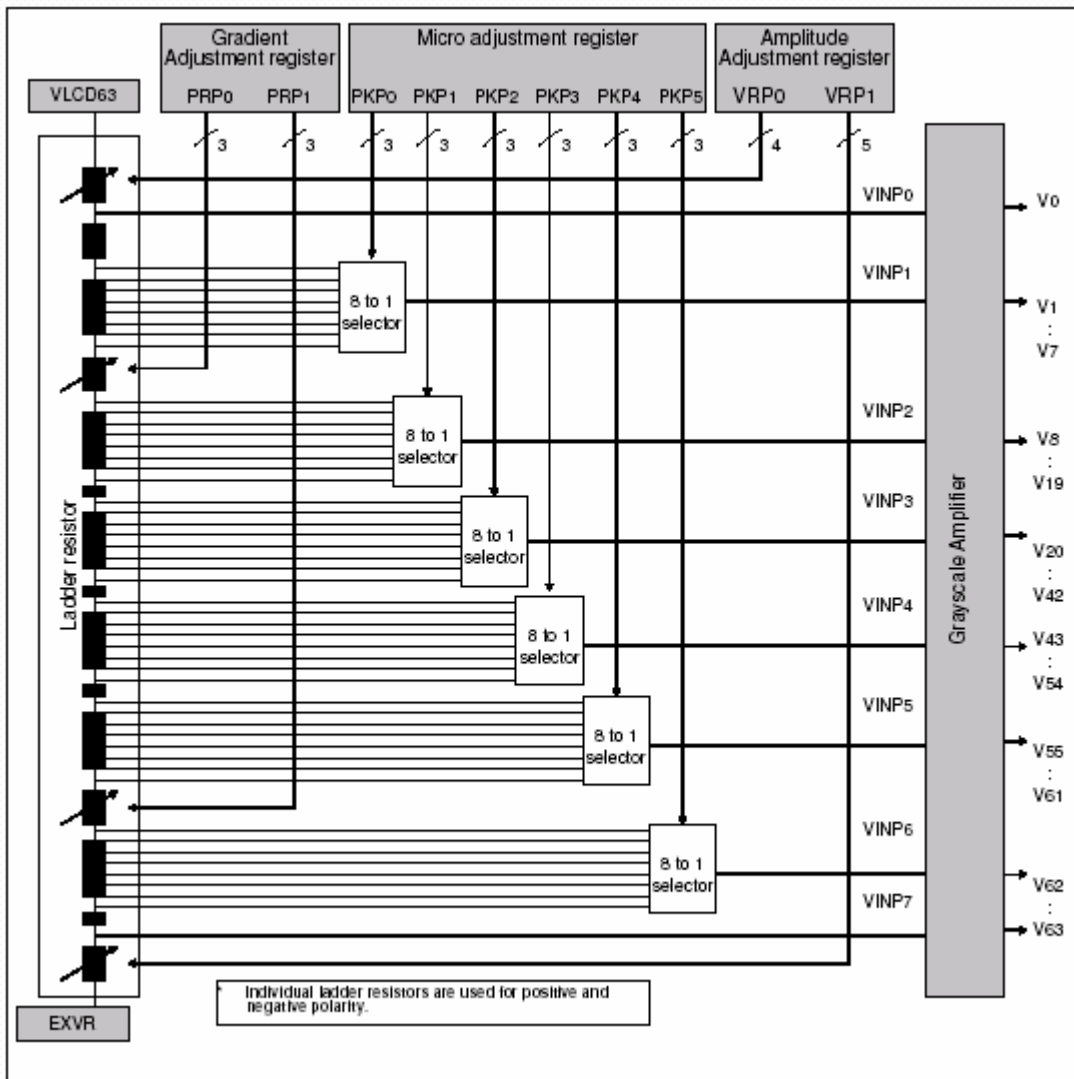 Gradient
Adjustment register
Micro adjustment register
Amplitude
Adjustment register
VLCD63
PRP0 PRP1
PKP0 PKP1 PKP2 PKP3 PKP4 PKP5
VRP0 VRP1
3 3 3 3 3 3 3 3 4 5
VINP0
V0
VINP1
8 to 1
selector
V1
:
V7
VINP2
8 to 1
selector
V8
:
V19
VINP3
8 to 1
selector
V20
:
V42
VINP4
8 to 1
selector
V43
:
V54
VINP5
8 to 1
selector
V55
:
V61
VINP6
8 to 1
selector
V62
:
VINP7
V63
Ladder resistor
Grayscale Amplifier
EXVR
* Individual ladder resistors are used for positive and
negative polarity.